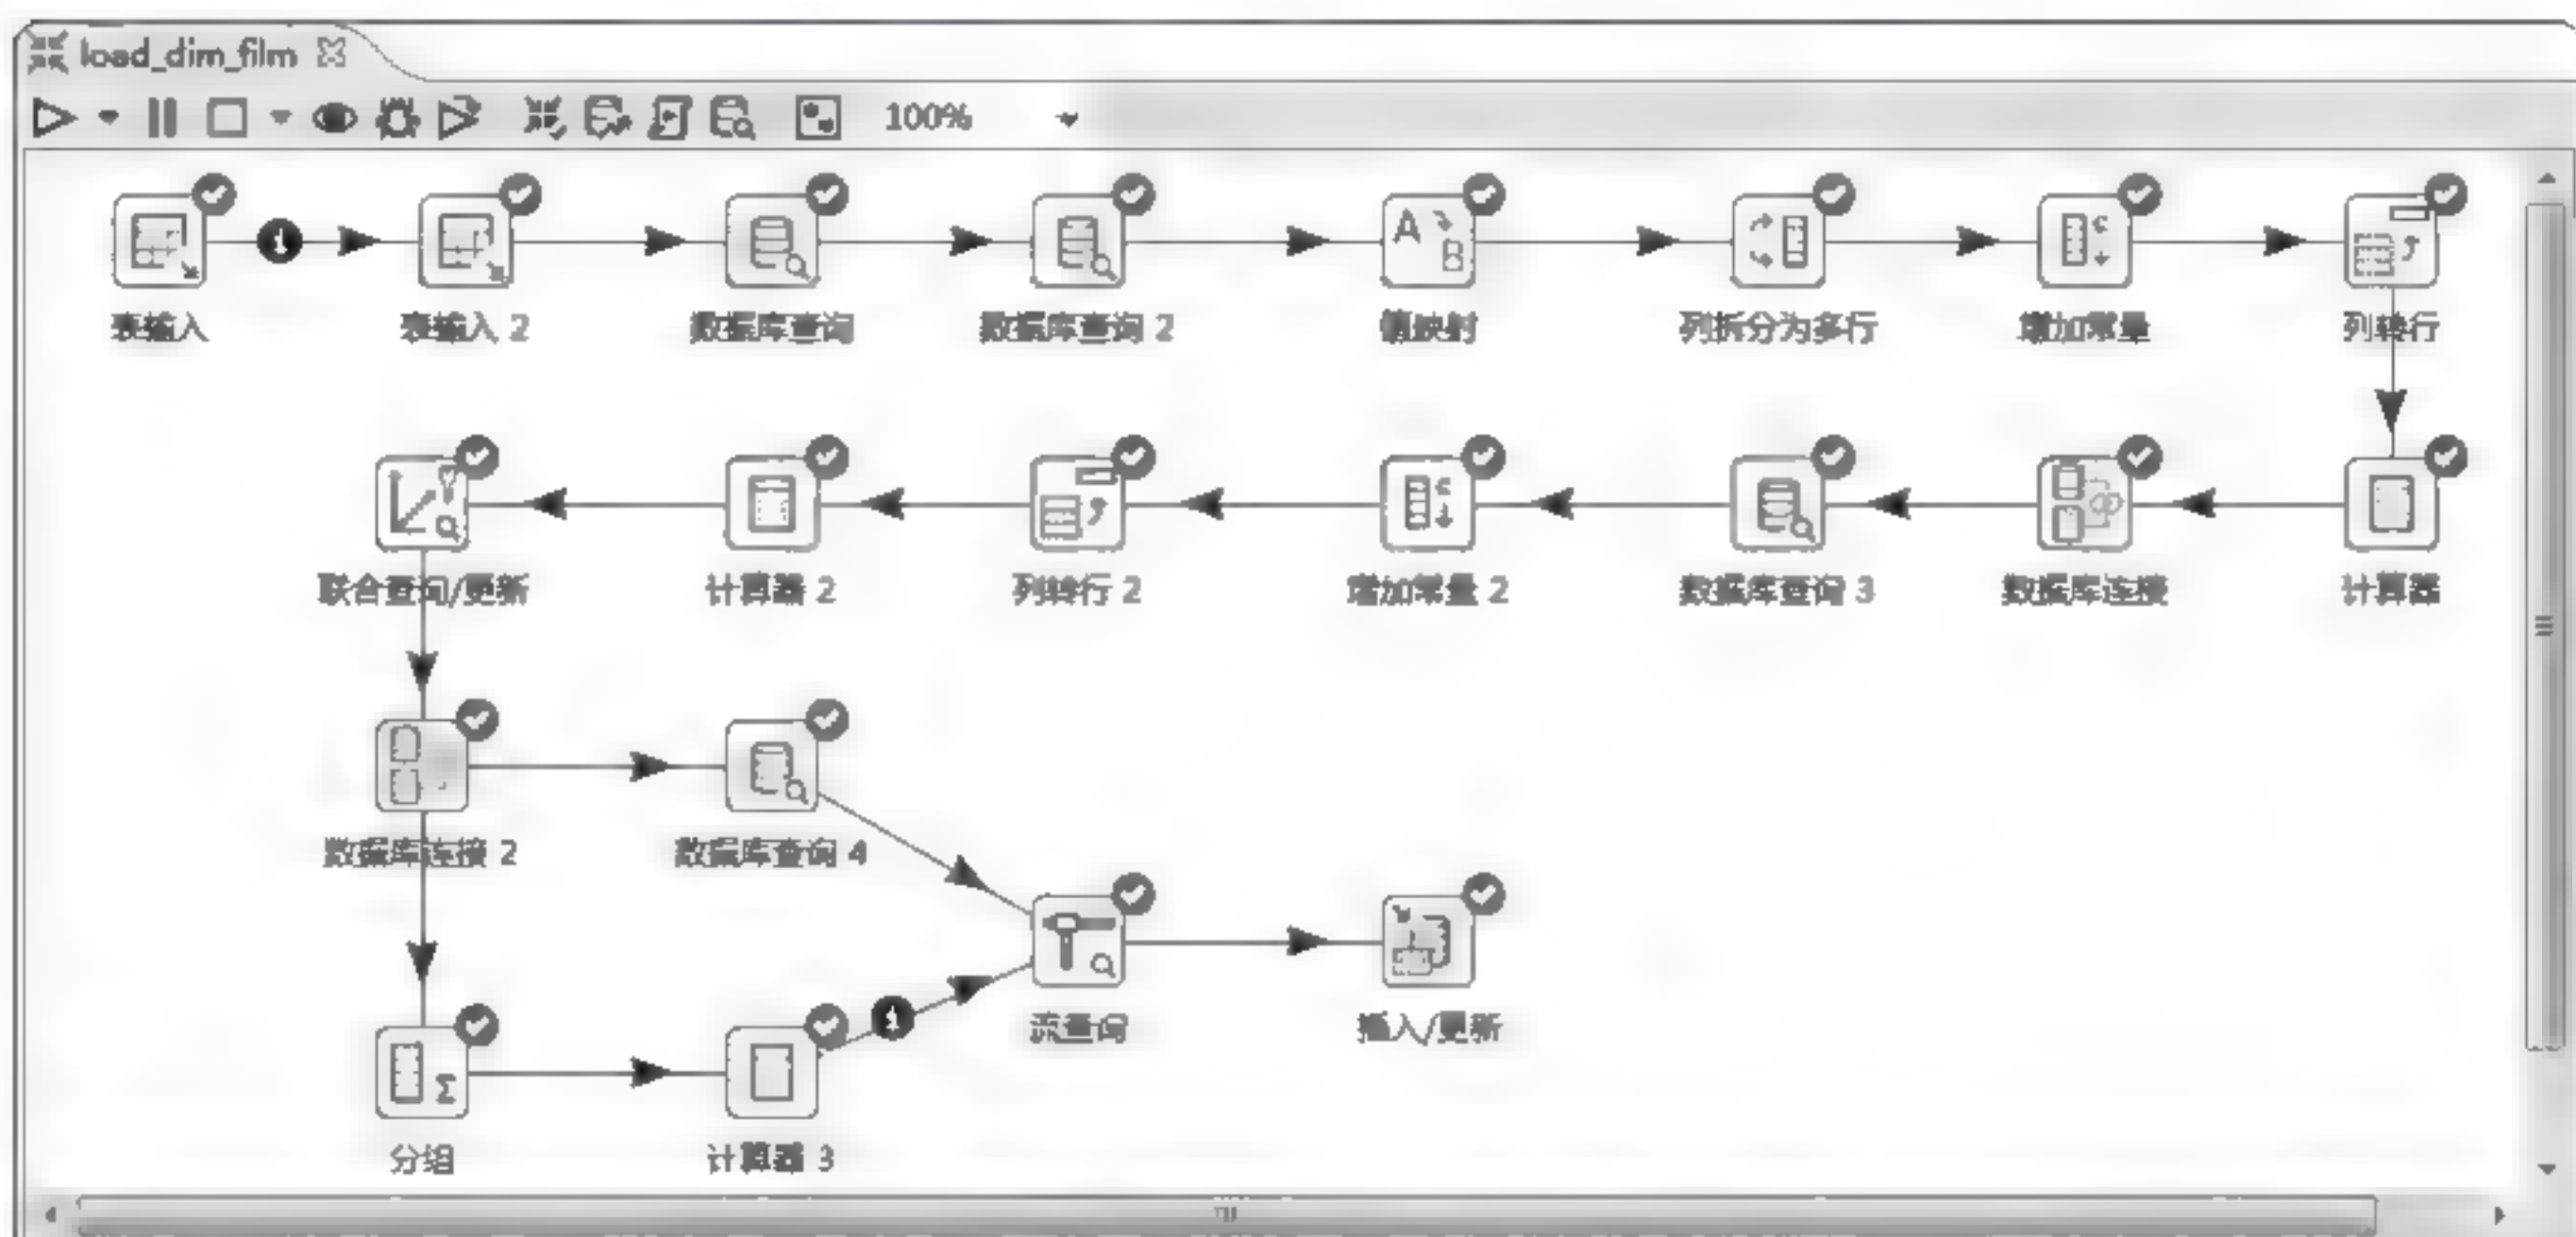 load_dim_film
100%
表输入
表输入 2
数据库查询
数据库查询 2
值映射
列拆分为多行
增加常量
列转行
联合查询/更新
计算器 2
列转行 2
增加常量 2
数据库查询 3
数据库连接
计算器
数据库连接 2
数据库查询 4
流查询
插入/更新
分组
计算器 3